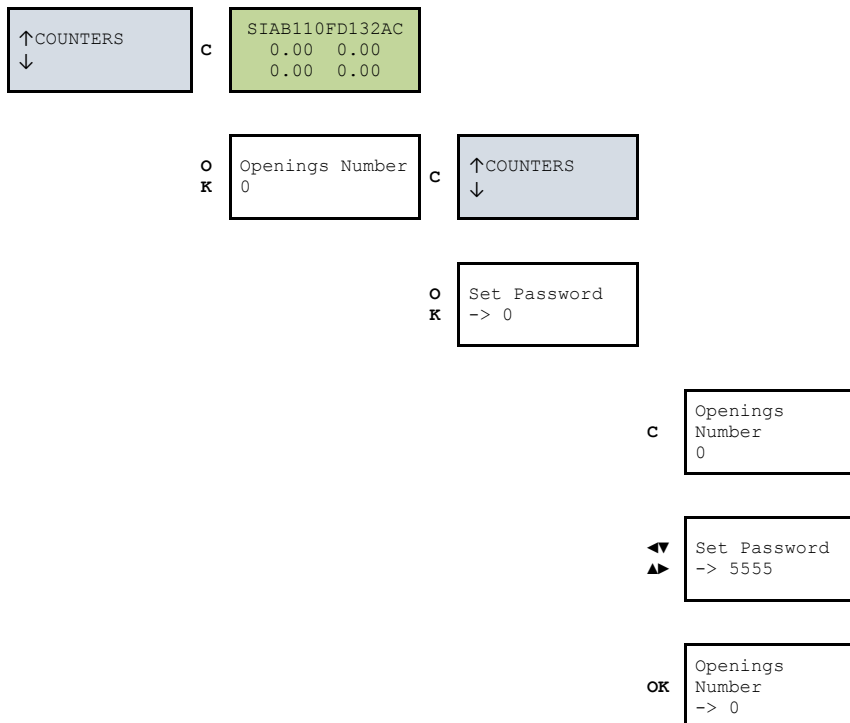 ↑COUNTERS
↓
C
SIAB110FD132AC
0.00 0.00
0.00 0.00
O
K
Openings Number
0
C
↑COUNTERS
↓
O
K
Set Password
-> 0
C
Openings
Number
0
◄▼
▲►
Set Password
-> 5555
OK
Openings
Number
-> 0